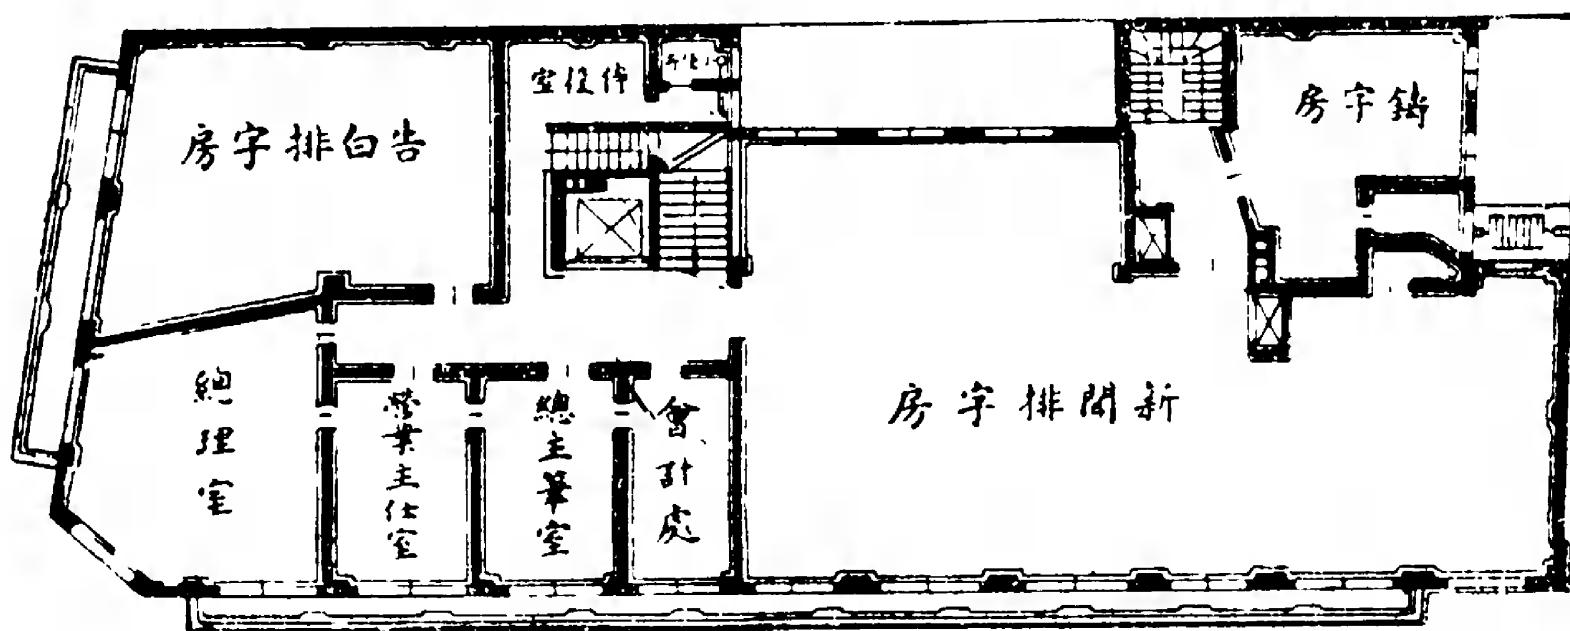 告白排字房
侍役室
鑄字房
新聞排字房
總理室
營業主任室
總主筆室
會計處